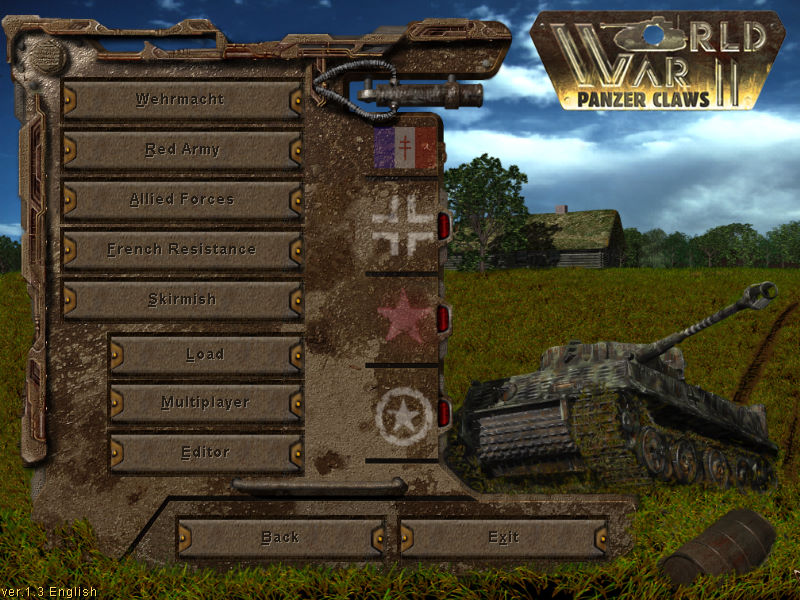 WORLD
WAR II
PANZER CLAWS
Wehrmacht
Red Army
Allied Forces
French Resistance
Skirmish
Load
Multiplayer
Editor
Back
Exit
ver.1.3 English